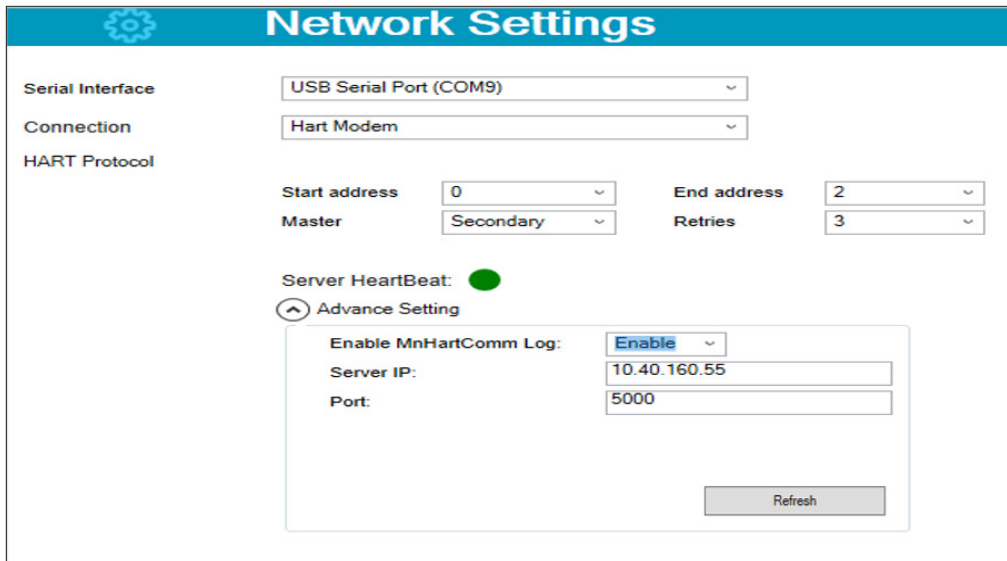 Network Settings
Serial Interface USB Serial Port (COM9)
Connection Hart Modem
HART Protocol
Start address 0 End address 2
Master Secondary Retries 3
Server HeartBeat:
Advance Setting
Enable MnHartComm Log: Enable
Server IP: 10.40.160.55
Port: 5000
Refresh